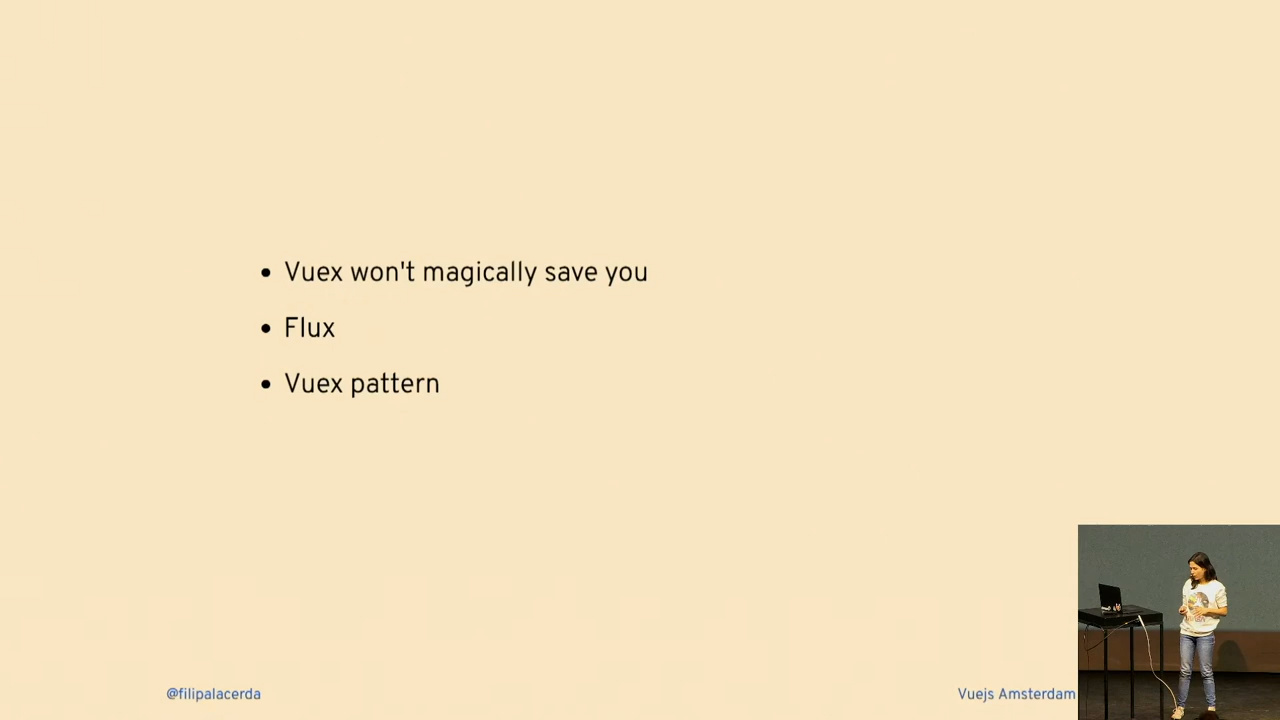 • Vuex won't magically save you
• Flux
• Vuex pattern
@filipalacerda
Vuejs Amsterdam